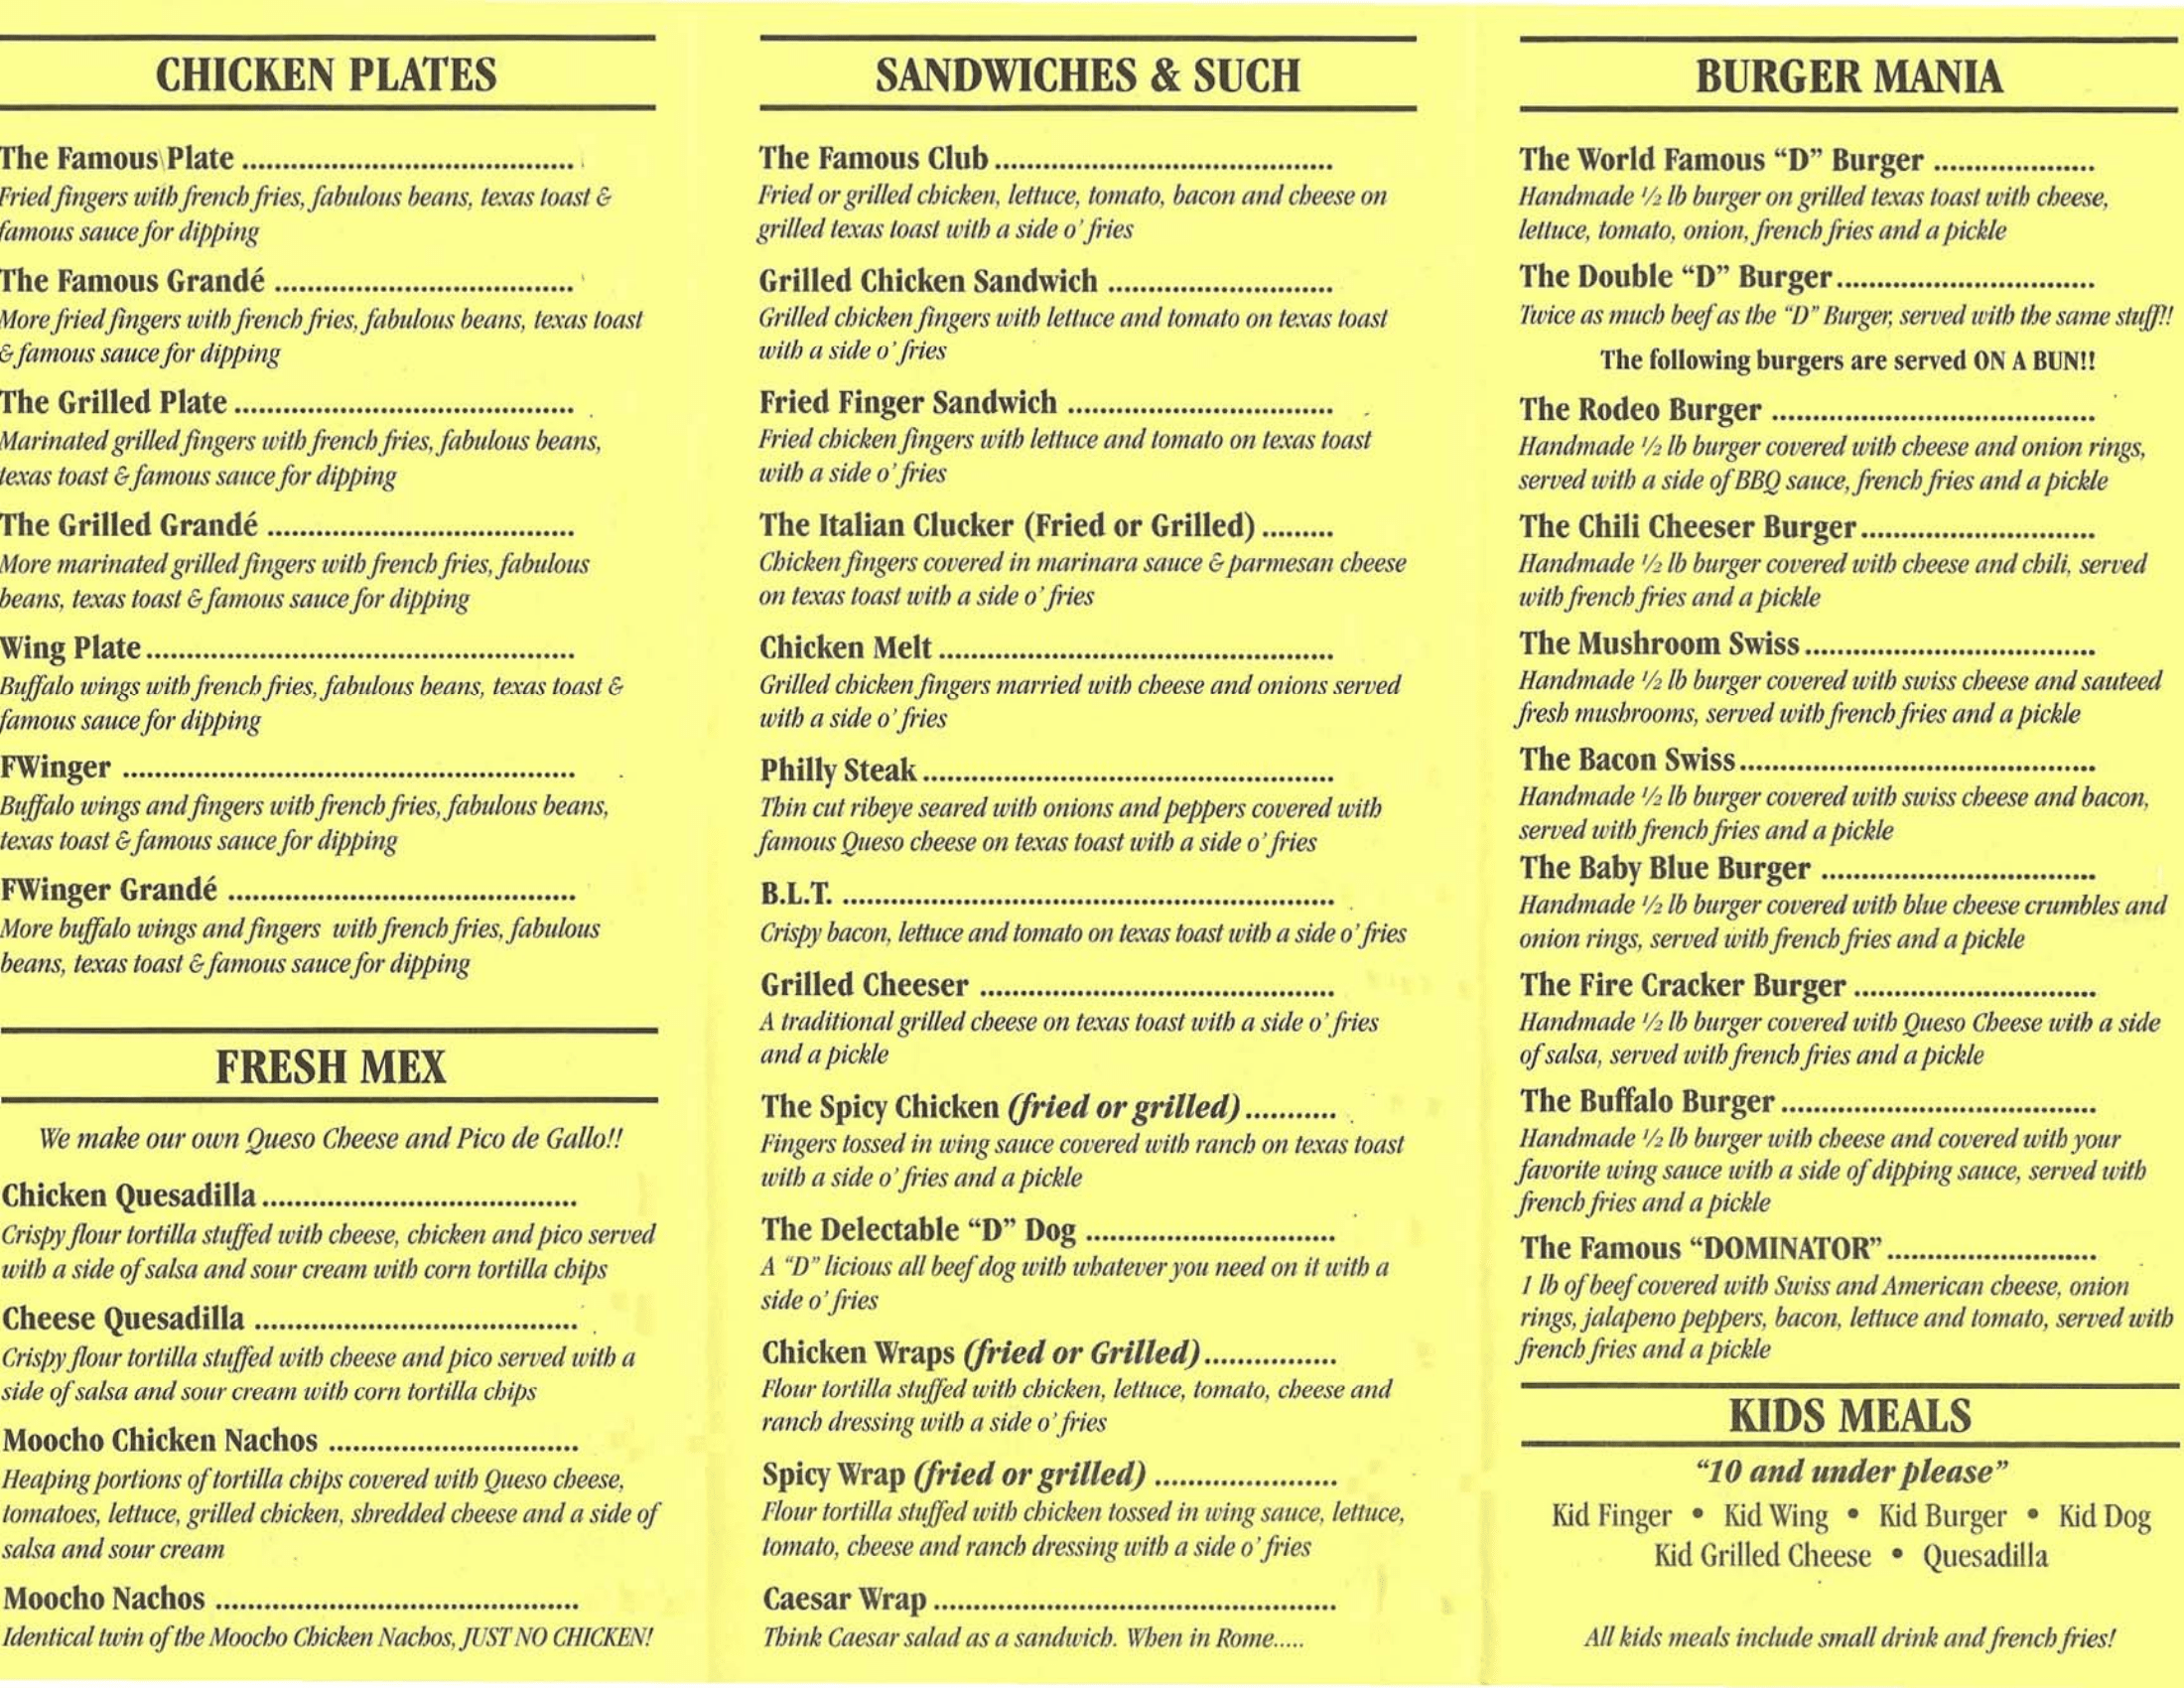 CHICKEN PLATES
The Famous Plate ..........................................
Fried fingers with french fries, fabulous beans, texas toast &
famous sauce for dipping
The Famous Grandé ......................................
More fried fingers with french fries, fabulous beans, texas toast
& famous sauce for dipping
The Grilled Plate ...........................................
Marinated grilled fingers with french fries, fabulous beans,
texas toast & famous sauce for dipping
The Grilled Grandé .......................................
More marinated grilled fingers with french fries, fabulous
beans, texas toast & famous sauce for dipping
Wing Plate ......................................................
Buffalo wings with french fries, fabulous beans, texas toast &
famous sauce for dipping
FWinger .........................................................
Buffalo wings and fingers with french fries, fabulous beans,
texas toast & famous sauce for dipping
FWinger Grandé ............................................
More buffalo wings and fingers with french fries, fabulous
beans, texas toast & famous sauce for dipping
FRESH MEX
We make our own Queso Cheese and Pico de Gallo!!
Chicken Quesadilla ........................................
Crispy flour tortilla stuffed with cheese, chicken and pico served
with a side of salsa and sour cream with corn tortilla chips
Cheese Quesadilla .........................................
Crispy flour tortilla stuffed with cheese and pico served with a
side of salsa and sour cream with corn tortilla chips
Moocho Chicken Nachos ...............................
Heaping portions of tortilla chips covered with Queso cheese,
tomatoes, lettuce, grilled chicken, shredded cheese and a side of
salsa and sour cream
Moocho Nachos ..............................................
Identical twin of the Moocho Chicken Nachos, JUST NO CHICKEN!
SANDWICHES & SUCH
The Famous Club ...........................................
Fried or grilled chicken, lettuce, tomato, bacon and cheese on
grilled texas toast with a side o' fries
Grilled Chicken Sandwich ............................
Grilled chicken fingers with lettuce and tomato on texas toast
with a side o' fries
Fried Finger Sandwich .................................
Fried chicken fingers with lettuce and tomato on texas toast
with a side o' fries
The Italian Clucker (Fried or Grilled) .........
Chicken fingers covered in marinara sauce & parmesan cheese
on texas toast with a side o' fries
Chicken Melt ..................................................
Grilled chicken fingers married with cheese and onions served
with a side o' fries
Philly Steak ....................................................
Thin cut ribeye seared with onions and peppers covered with
famous Queso cheese on texas toast with a side o' fries
B.L.T. ..............................................................
Crispy bacon, lettuce and tomato on texas toast with a side o' fries
Grilled Cheeser .............................................
A traditional grilled cheese on texas toast with a side o' fries
and a pickle
The Spicy Chicken (fried or grilled) ...........
Fingers tossed in wing sauce covered with ranch on texas toast
with a side o' fries and a pickle
The Delectable “D” Dog ...............................
A “D” licious all beef dog with whatever you need on it with a
side o' fries
Chicken Wraps (fried or Grilled) .................
Flour tortilla stuffed with chicken, lettuce, tomato, cheese and
ranch dressing with a side o' fries
Spicy Wrap (fried or grilled) .......................
Flour tortilla stuffed with chicken tossed in wing sauce, lettuce,
tomato, cheese and ranch dressing with a side o' fries
Caesar Wrap ...................................................
Think Caesar salad as a sandwich. When in Rome.....
BURGER MANIA
The World Famous “D” Burger ....................
Handmade ½ lb burger on grilled texas toast with cheese,
lettuce, tomato, onion, french fries and a pickle
The Double “D” Burger ................................
Twice as much beef as the “D” Burger, served with the same stuff!!
The following burgers are served ON A BUN!!
The Rodeo Burger .........................................
Handmade ½ lb burger covered with cheese and onion rings,
served with a side of BBQ sauce, french fries and a pickle
The Chili Cheeser Burger .............................
Handmade ½ lb burger covered with cheese and chili, served
with french fries and a pickle
The Mushroom Swiss ....................................
Handmade ½ lb burger covered with swiss cheese and sauteed
fresh mushrooms, served with french fries and a pickle
The Bacon Swiss ............................................
Handmade ½ lb burger covered with swiss cheese and bacon,
served with french fries and a pickle
The Baby Blue Burger ..................................
Handmade ½ lb burger covered with blue cheese crumbles and
onion rings, served with french fries and a pickle
The Fire Cracker Burger ..............................
Handmade ½ lb burger covered with Queso Cheese with a side
of salsa, served with french fries and a pickle
The Buffalo Burger .......................................
Handmade ½ lb burger with cheese and covered with your
favorite wing sauce with a side of dipping sauce, served with
french fries and a pickle
The Famous “DOMINATOR” ..........................
1 lb of beef covered with Swiss and American cheese, onion
rings, jalapeno peppers, bacon, lettuce and tomato, served with
french fries and a pickle
KIDS MEALS
“10 and under please”
Kid Finger • Kid Wing • Kid Burger • Kid Dog
Kid Grilled Cheese • Quesadilla
All kids meals include small drink and french fries!